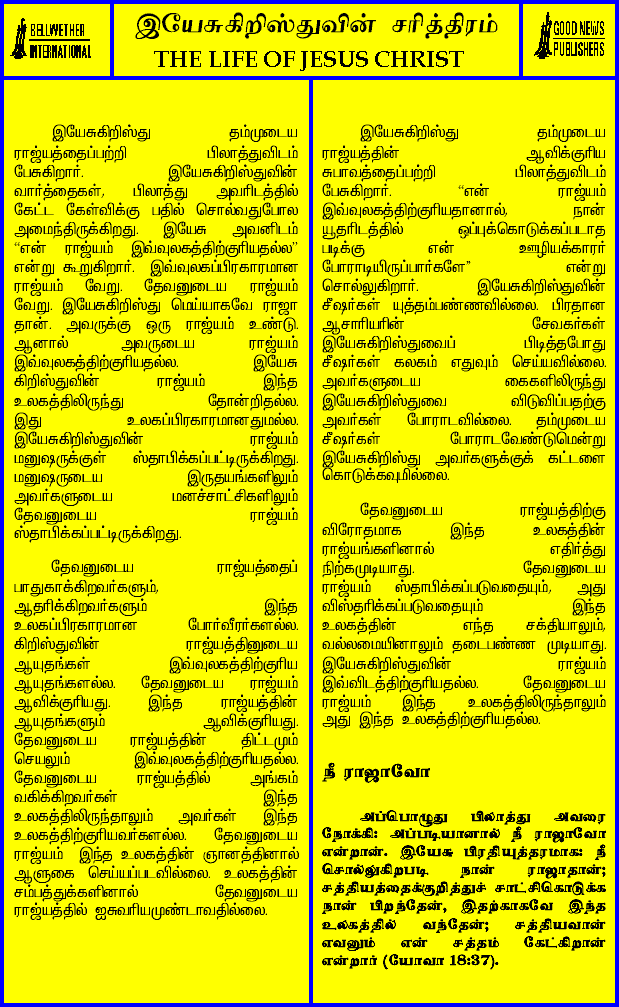 BELLWETHER
INTERNATIONAL
இயேசுகிறிஸ்துவின் சரித்திரம்
THE LIFE OF JESUS CHRIST
GOOD NEWS
PUBLISHERS
இயேசுகிறிஸ்து தம்முடைய
ராஜ்யத்தைப்பற்றி பிலாத்துவிடம்
பேசுகிறார். இயேசுகிறிஸ்துவின்
வார்த்தைகள், பிலாத்து அவரிடத்தில்
கேட்ட கேள்விக்கு பதில் சொல்வதுபோல
அமைந்திருக்கிறது. இயேசு அவனிடம்
“என் ராஜ்யம் இவ்வுலகத்திற்குரியதல்ல”
என்று கூறுகிறார். இவ்வுலகப்பிரகாரமான
ராஜ்யம் வேறு. தேவனுடைய ராஜ்யம்
வேறு. இயேசுகிறிஸ்து மெய்யாகவே ராஜா
தான். அவருக்கு ஒரு ராஜ்யம் உண்டு.
ஆனால் அவருடைய ராஜ்யம்
இவ்வுலகத்திற்குரியதல்ல. இயேசு
கிறிஸ்துவின் ராஜ்யம் இந்த
உலகத்திலிருந்து தோன்றிதல்ல.
இது உலகப்பிரகாரமானதுமல்ல.
இயேசுகிறிஸ்துவின் ராஜ்யம்
மனுஷருக்குள் ஸ்தாபிக்கப்பட்டிருக்கிறது.
மனுஷருடைய இருதயங்களிலும்
அவர்களுடைய மனச்சாட்சிகளிலும்
தேவனுடைய ராஜ்யம்
ஸ்தாபிக்கப்பட்டிருக்கிறது.
தேவனுடைய ராஜ்யத்தைப்
பாதுகாக்கிறவர்களும்,
ஆதரிக்கிறவர்களும் இந்த
உலகப்பிரகாரமான போர்வீரர்களல்ல.
கிறிஸ்துவின் ராஜ்யத்தினுடைய
ஆயுதங்கள் இவ்வுலகத்திற்குரிய
ஆயுதங்களல்ல. தேவனுடைய ராஜ்யம்
ஆவிக்குரியது. இந்த ராஜ்யத்தின்
ஆயுதங்களும் ஆவிக்குரியது.
தேவனுடைய ராஜ்யத்தின் திட்டமும்
செயலும் இவ்வுலகத்திற்குரியதல்ல.
தேவனுடைய ராஜ்யத்தில் அங்கம்
வகிக்கிறவர்கள் இந்த
உலகத்திலிருந்தாலும் அவர்கள் இந்த
உலகத்திற்குரியவர்களல்ல. தேவனுடைய
ராஜ்யம் இந்த உலகத்தின் ஞானத்தினால்
ஆளுகை செய்யப்படவில்லை. உலகத்தின்
சம்பத்துக்களினால் தேவனுடைய
ராஜ்யத்தில் ஐசுவரியமுண்டாவதில்லை.
இயேசுகிறிஸ்து தம்முடைய
ராஜ்யத்தின் ஆவிக்குரிய
சுபாவத்தைப்பற்றி பிலாத்துவிடம்
பேசுகிறார். “என் ராஜ்யம்
இவ்வுலகத்திற்குரியதானால், நான்
யூதரிடத்தில் ஒப்புக்கொடுக்கப்படாத
படிக்கு என் ஊழியக்காரர்
போராடியிருப்பார்களே” என்று
சொல்லுகிறார். இயேசுகிறிஸ்துவின்
சீஷர்கள் யுத்தம்பண்ணவில்லை. பிரதான
ஆசாரியரின் சேவகர்கள்
இயேசுகிறிஸ்துவைப் பிடித்தபோது
சீஷர்கள் கலகம் எதுவும் செய்யவில்லை.
அவர்களுடைய கைகளிலிருந்து
இயேசுகிறிஸ்துவை விடுவிப்பதற்கு
அவர்கள் போராடவில்லை. தம்முடைய
சீஷர்கள் போராடவேண்டுமென்று
இயேசுகிறிஸ்து அவர்களுக்குக் கட்டளை
கொடுக்கவுமில்லை.
தேவனுடைய ராஜ்யத்திற்கு
விரோதமாக இந்த உலகத்தின்
ராஜ்யங்களினால் எதிர்த்து
நிற்கமுடியாது. தேவனுடைய
ராஜ்யம் ஸ்தாபிக்கப்படுவதையும், அது
விஸ்தரிக்கப்படுவதையும் இந்த
உலகத்தின் எந்த சக்தியாலும்,
வல்லமையினாலும் தடைபண்ண முடியாது.
இயேசுகிறிஸ்துவின் ராஜ்யம்
இவ்விடத்திற்குரியதல்ல. தேவனுடைய
ராஜ்யம் இந்த உலகத்திலிருந்தாலும்
அது இந்த உலகத்திற்குரியதல்ல.
நீ ராஜாவோ
அப்பொழுது பிலாத்து அவரை
நோக்கி: அப்படியானால் நீ ராஜாவோ
என்றான். இயேசு பிரதியுத்தரமாக: நீ
சொல்லுகிறபடி நான் ராஜாதான்;
சத்தியத்தைக்குறித்துச் சாட்சிகொடுக்க
நான் பிறந்தேன், இதற்காகவே இந்த
உலகத்தில் வந்தேன்; சத்தியவான்
எவனும் என் சத்தம் கேட்கிறான்
என்றார் (யோவா 18:37).